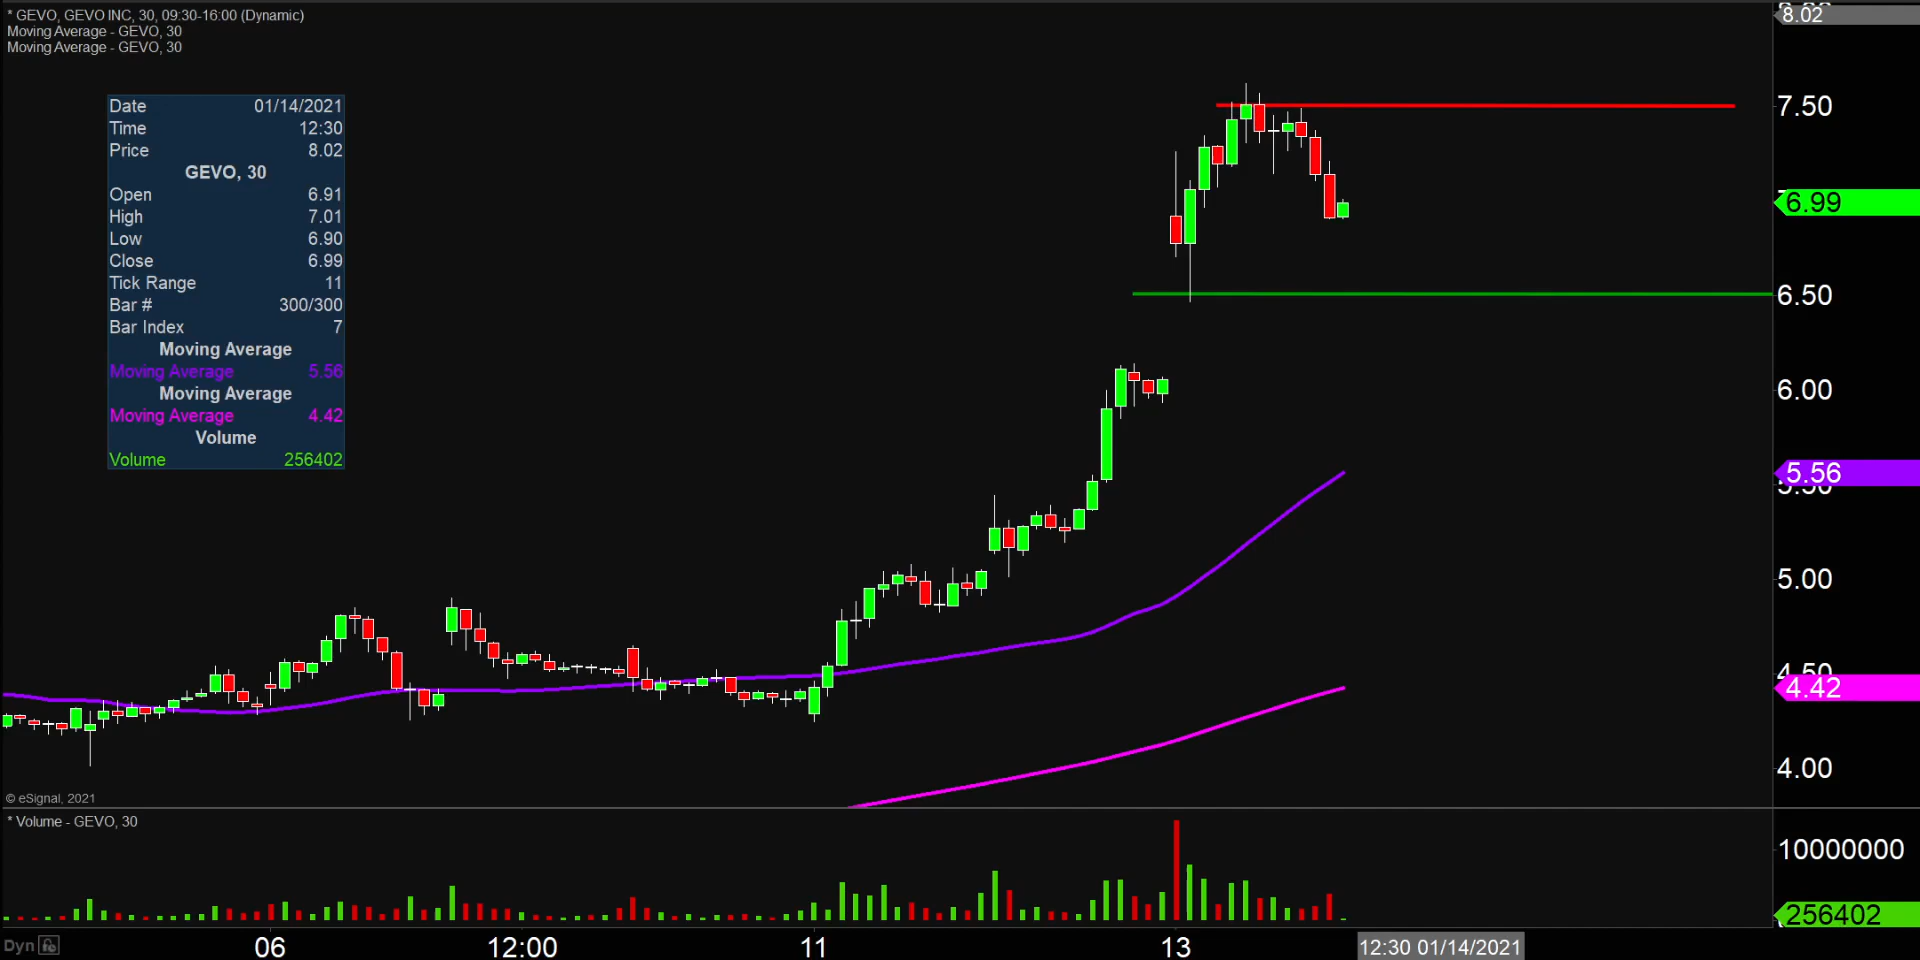 * GEVO, GEVO INC, 30, 09:30-16:00 (Dynamic)
Moving Average - GEVO, 30
Moving Average - GEVO, 30
Date 01/14/2021
Time 12:30
Price 8.02
GEVO, 30
Open 6.91
High 7.01
Low 6.90
Close 6.99
Tick Range 11
Bar # 300/300
Bar Index 7
Moving Average
Moving Average 5.56
Moving Average
Moving Average 4.42
Volume
Volume 256402
8.02
7.50
6.99
6.50
6.00
5.56
5.50
5.00
4.50
4.42
4.00
© eSignal, 2021
* Volume - GEVO, 30
10000000
256402
Dyn
06 12:00 11 13 12:30 01/14/2021